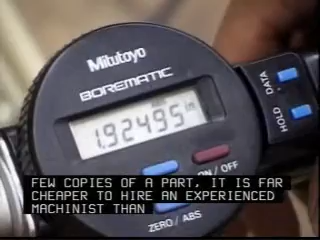 Mitutoyo
BOREMATIC
1.92495 in
DATA
HOLD
ON / OFF
FEW COPIES OF A PART, IT IS FAR
CHEAPER TO HIRE AN EXPERIENCED
MACHINIST THAN
ZERO / ABS